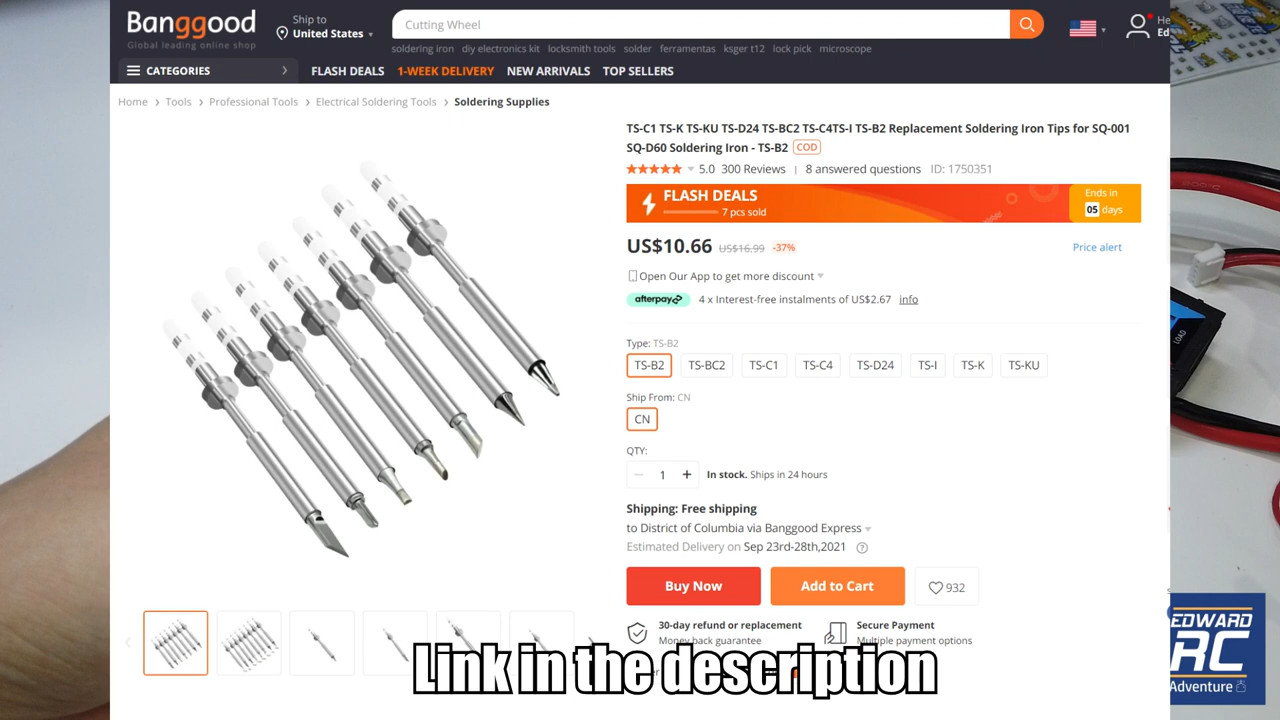 Banggood
Global leading online shop
Ship to
United States
Cutting Wheel
He
Ed
soldering iron diy electronics kit locksmith tools solder ferramentas ksger t12 lock pick microscope
CATEGORIES
FLASH DEALS 1-WEEK DELIVERY NEW ARRIVALS TOP SELLERS
Home > Tools > Professional Tools > Electrical Soldering Tools > Soldering Supplies
TS-C1 TS-K TS-KU TS-D24 TS-BC2 TS-C4TS-I TS-B2 Replacement Soldering Iron Tips for SQ-001
SQ-D60 Soldering Iron - TS-B2 COD
5.0 300 Reviews | 8 answered questions ID: 1750351
FLASH DEALS
7 pcs sold
Ends in
05 days
US$10.66 US$16.99 -37%
Price alert
Open Our App to get more discount
afterpay 4 x Interest-free instalments of US$2.67 info
Type: TS-B2
TS-B2 TS-BC2 TS-C1 TS-C4 TS-D24 TS-I TS-K TS-KU
Ship From: CN
CN
QTY:
− 1 + In stock. Ships in 24 hours
Shipping: Free shipping
to District of Columbia via Banggood Express
Estimated Delivery on Sep 23rd-28th,2021 ?
Buy Now Add to Cart 932
30-day refund or replacement
Money back guarantee
Secure Payment
Multiple payment options
Link in the description
LOAD
EDWARD
RC
Adventure